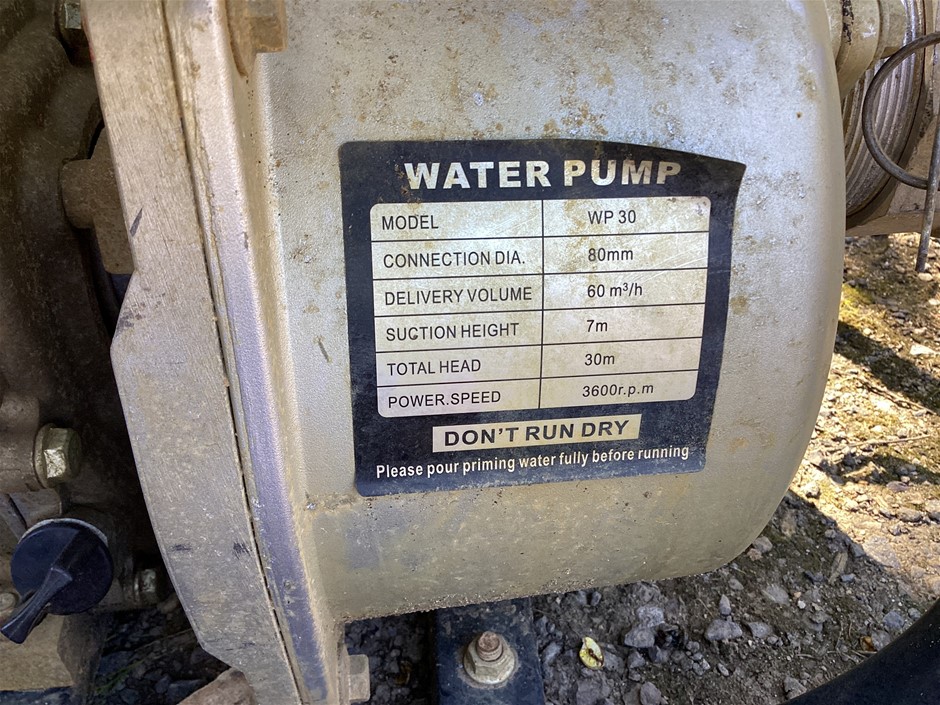 WATER PUMP
MODEL WP 30
CONNECTION DIA. 80mm
DELIVERY VOLUME 60 m³/h
SUCTION HEIGHT 7m
TOTAL HEAD 30m
POWER.SPEED 3600r.p.m
DON'T RUN DRY
Please pour priming water fully before running